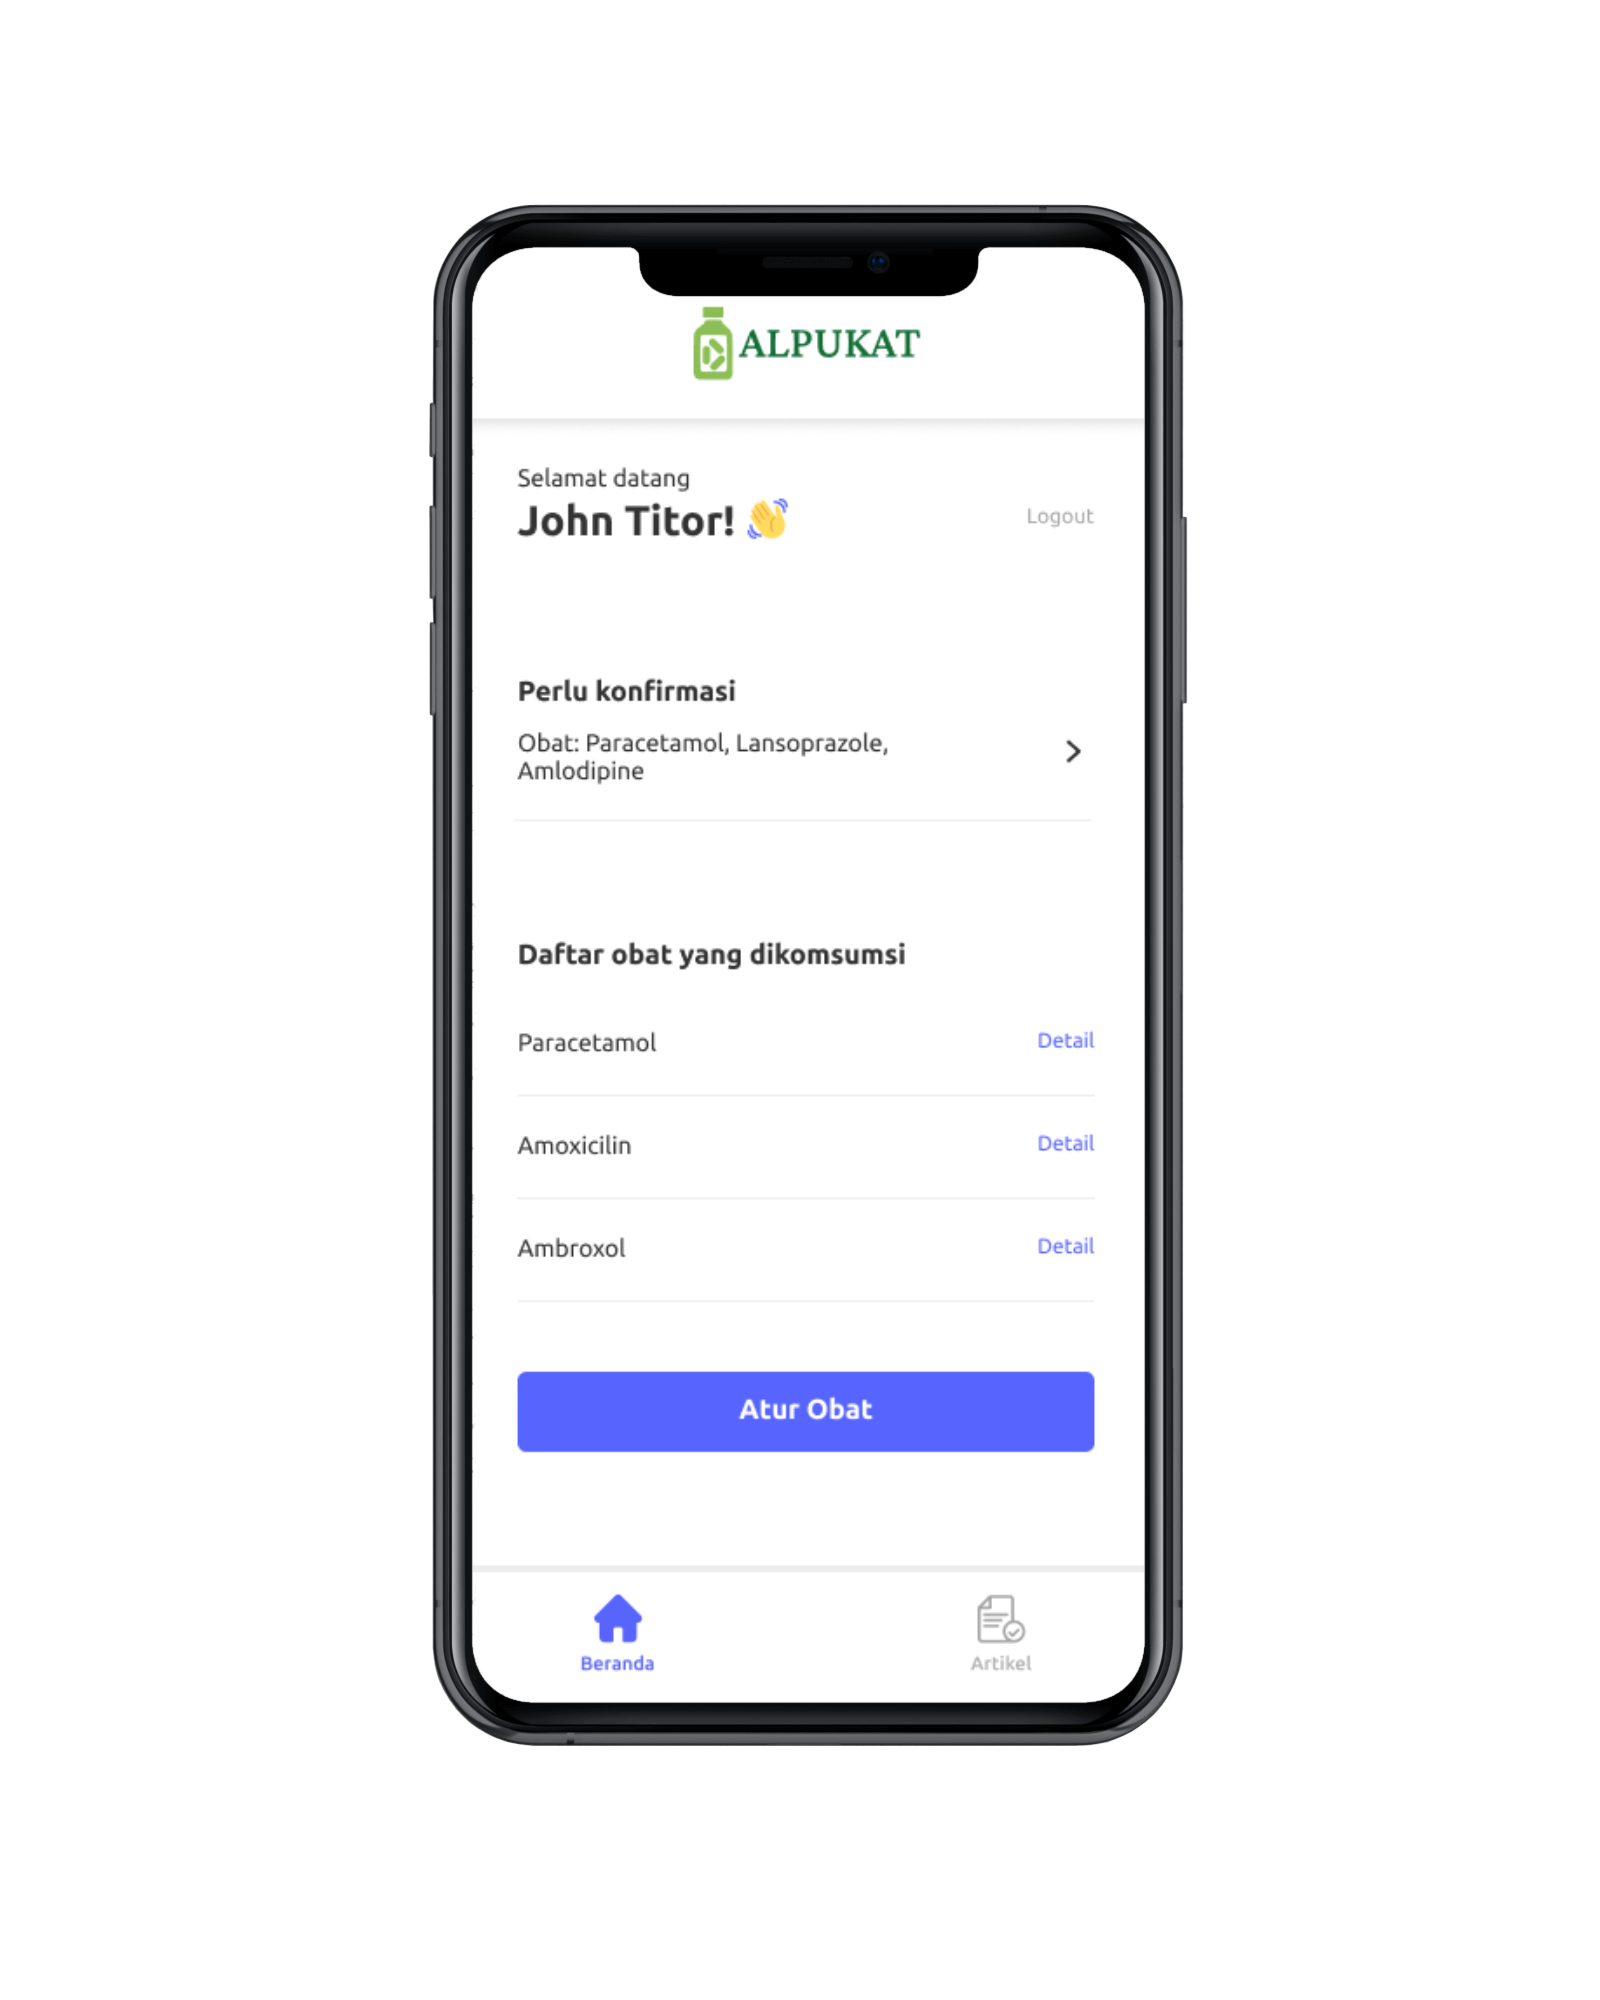 ALPUKAT
Selamat datang
John Titor! 👋
Logout
Perlu konfirmasi
Obat: Paracetamol, Lansoprazole,
Amlodipine
Daftar obat yang dikomsumsi
Paracetamol
Detail
Amoxicilin
Detail
Ambroxol
Detail
Atur Obat
Beranda
Artikel